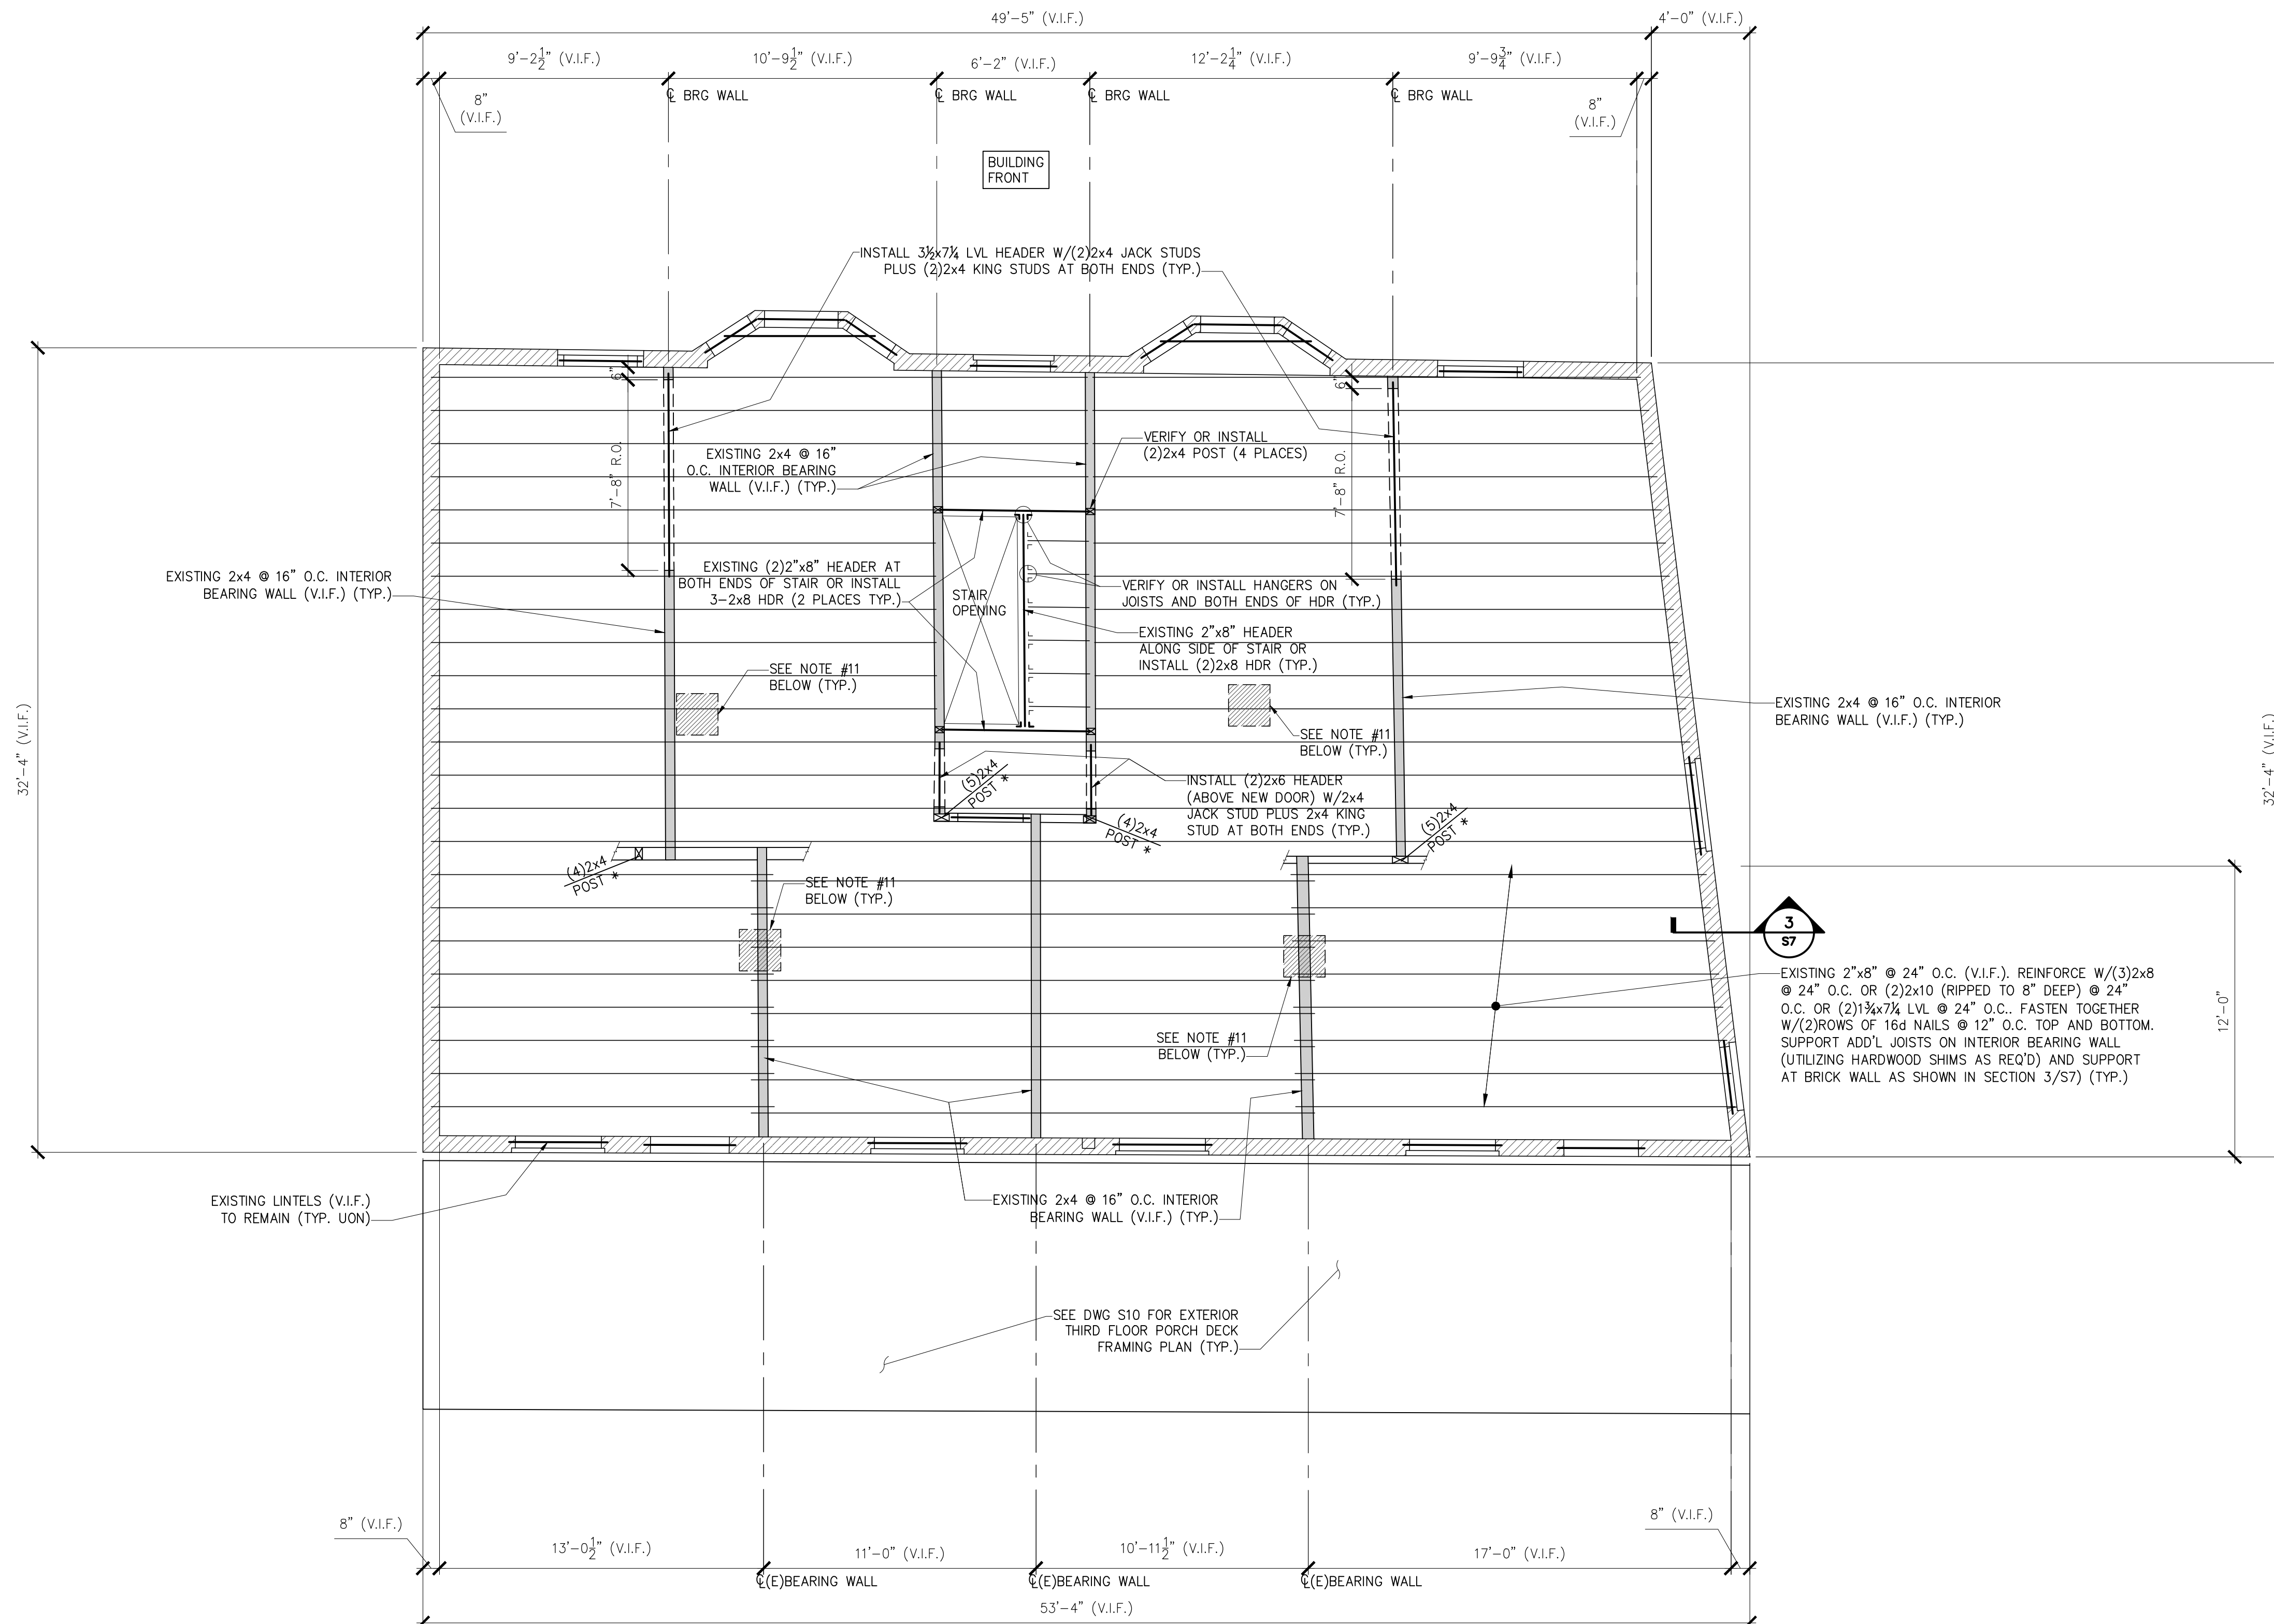 49'-5" (V.I.F.)
4'-0" (V.I.F.)
9'-2½" (V.I.F.)
10'-9½" (V.I.F.)
6'-2" (V.I.F.)
12'-2¼" (V.I.F.)
9'-9¾" (V.I.F.)
8"
(V.I.F.)
℄ BRG WALL
℄ BRG WALL
℄ BRG WALL
℄ BRG WALL
8"
(V.I.F.)
BUILDING
FRONT
INSTALL 3½x7¼ LVL HEADER W/(2)2x4 JACK STUDS
PLUS (2)2x4 KING STUDS AT BOTH ENDS (TYP.)
6"
7'-8" R.O.
6"
7'-8" R.O.
EXISTING 2x4 @ 16"
O.C. INTERIOR BEARING
WALL (V.I.F.) (TYP.)
VERIFY OR INSTALL
(2)2x4 POST (4 PLACES)
EXISTING 2x4 @ 16" O.C. INTERIOR
BEARING WALL (V.I.F.) (TYP.)
EXISTING (2)2"x8" HEADER AT
BOTH ENDS OF STAIR OR INSTALL
3-2x8 HDR (2 PLACES TYP.)
STAIR
OPENING
VERIFY OR INSTALL HANGERS ON
JOISTS AND BOTH ENDS OF HDR (TYP.)
EXISTING 2"x8" HEADER
ALONG SIDE OF STAIR OR
INSTALL (2)2x8 HDR (TYP.)
SEE NOTE #11
BELOW (TYP.)
SEE NOTE #11
BELOW (TYP.)
EXISTING 2x4 @ 16" O.C. INTERIOR
BEARING WALL (V.I.F.) (TYP.)
32'-4" (V.I.F.)
32'-4" (V.I.F.)
INSTALL (2)2x6 HEADER
(ABOVE NEW DOOR) W/2x4
JACK STUD PLUS 2x4 KING
STUD AT BOTH ENDS (TYP.)
(5)2x4
POST *
(4)2x4
POST *
(5)2x4
POST *
(4)2x4
POST *
SEE NOTE #11
BELOW (TYP.)
3
S7
EXISTING 2"x8" @ 24" O.C. (V.I.F.). REINFORCE W/(3)2x8
@ 24" O.C. OR (2)2x10 (RIPPED TO 8" DEEP) @ 24"
O.C. OR (2)1¾x7¼ LVL @ 24" O.C.. FASTEN TOGETHER
W/(2)ROWS OF 16d NAILS @ 12" O.C. TOP AND BOTTOM.
SUPPORT ADD'L JOISTS ON INTERIOR BEARING WALL
(UTILIZING HARDWOOD SHIMS AS REQ'D) AND SUPPORT
AT BRICK WALL AS SHOWN IN SECTION 3/S7) (TYP.)
12'-0"
SEE NOTE #11
BELOW (TYP.)
EXISTING LINTELS (V.I.F.)
TO REMAIN (TYP. UON)
EXISTING 2x4 @ 16" O.C. INTERIOR
BEARING WALL (V.I.F.) (TYP.)
SEE DWG S10 FOR EXTERIOR
THIRD FLOOR PORCH DECK
FRAMING PLAN (TYP.)
8" (V.I.F.)
8" (V.I.F.)
13'-0½" (V.I.F.)
11'-0" (V.I.F.)
10'-11½" (V.I.F.)
17'-0" (V.I.F.)
℄(E)BEARING WALL
℄(E)BEARING WALL
℄(E)BEARING WALL
53'-4" (V.I.F.)